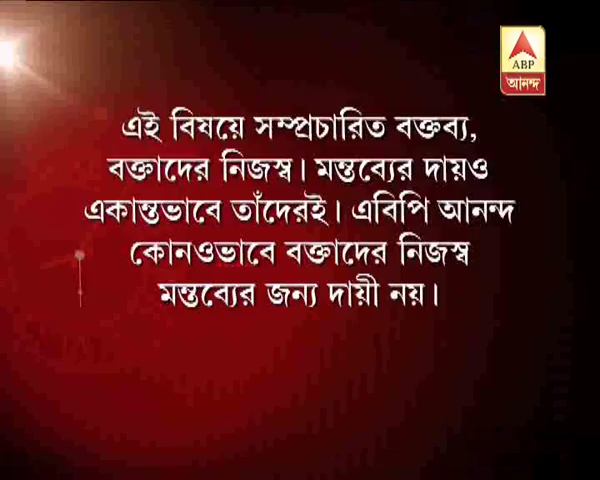 ABP
আনন্দ
এই বিষয়ে সম্প্রচারিত বক্তব্য,
বক্তাদের নিজস্ব। মন্তব্যের দায়ও
একান্তভাবে তাঁদেরই। এবিপি আনন্দ
কোনওভাবে বক্তাদের নিজস্ব
মন্তব্যের জন্য দায়ী নয়।